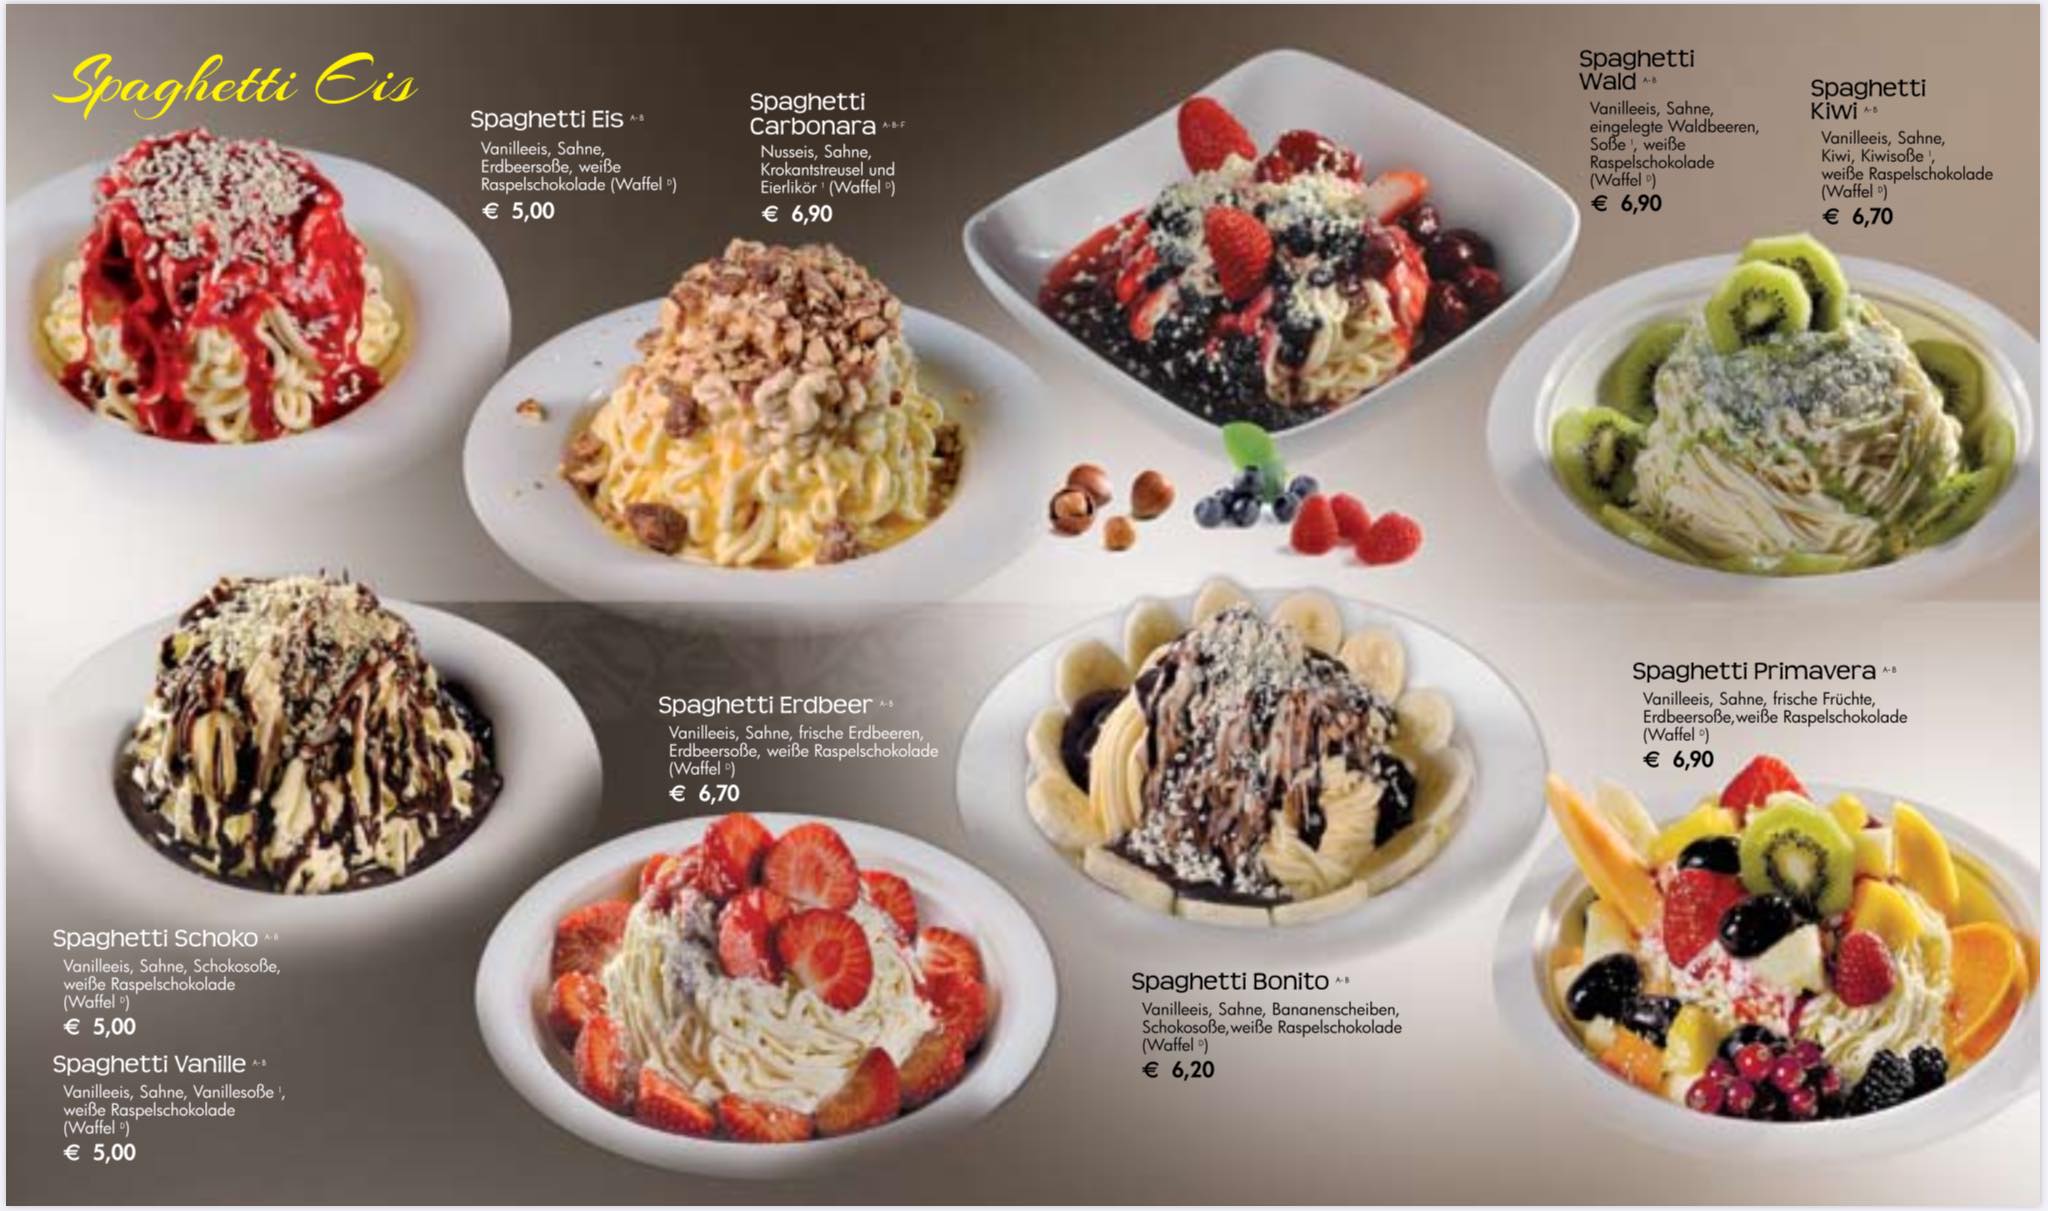 Spaghetti Eis
Spaghetti Eis A-B
Vanilleeis, Sahne,
Erdbeersoße, weiße
Raspelschokolade (Waffel D)
€ 5,00
Spaghetti
Carbonara A-B-F
Nusseis, Sahne,
Krokantstreusel und
Eierlikör 1 (Waffel D)
€ 6,90
Spaghetti
Wald A-B
Vanilleeis, Sahne,
eingelegte Waldbeeren,
Soße 1, weiße
Raspelschokolade
(Waffel D)
€ 6,90
Spaghetti
Kiwi A-B
Vanilleeis, Sahne,
Kiwi, Kiwisoße 1,
weiße Raspelschokolade
(Waffel D)
€ 6,70
Spaghetti Schoko A-B
Vanilleeis, Sahne, Schokosoße,
weiße Raspelschokolade
(Waffel D)
€ 5,00
Spaghetti Vanille A-B
Vanilleeis, Sahne, Vanillesoße 1,
weiße Raspelschokolade
(Waffel D)
€ 5,00
Spaghetti Erdbeer A-B
Vanilleeis, Sahne, frische Erdbeeren,
Erdbeersoße, weiße Raspelschokolade
(Waffel D)
€ 6,70
Spaghetti Bonito A-B
Vanilleeis, Sahne, Bananenscheiben,
Schokosoße,weiße Raspelschokolade
(Waffel D)
€ 6,20
Spaghetti Primavera A-B
Vanilleeis, Sahne, frische Früchte,
Erdbeersoße,weiße Raspelschokolade
(Waffel D)
€ 6,90